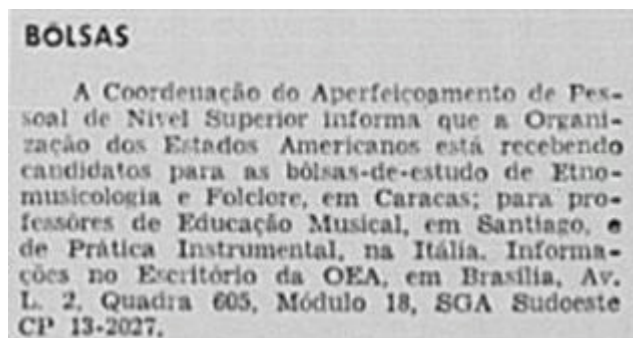 BÔLSAS
A Coordenação do Aperfeiçoamento de Pes-
soal de Nível Superior informa que a Organi-
zação dos Estados Americanos está recebendo
candidatos para as bôlsas-de-estudo de Etno-
musicologia e Folclore, em Caracas; para pro-
fessôres de Educação Musical, em Santiago, e
de Prática Instrumental, na Itália. Informa-
ções no Escritório da OEA, em Brasília, Av.
L. 2, Quadra 605, Módulo 18, SGA Sudoeste
CP 13-2027.